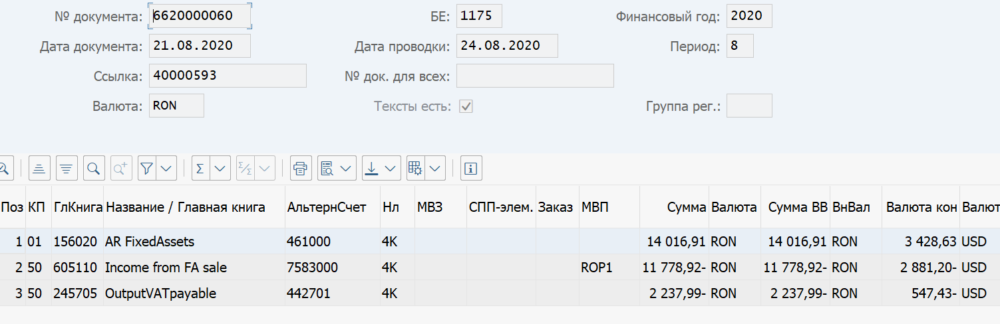 № документа: 6620000060 БЕ: 1175 Финансовый год: 2020
Дата документа: 21.08.2020 Дата проводки: 24.08.2020 Период: 8
Ссылка: 40000593 № док. для всех:
Валюта: RON Тексты есть: Группа рег.:
Поз КП ГлКнига Название / Главная книга АльтернСчет Нл МВЗ СПП-элем. Заказ МВП Сумма Валюта Сумма ВВ ВнВал Валюта кон Валют
1 01 156020 AR FixedAssets 461000 4K 14 016,91 RON 14 016,91 RON 3 428,63 USD
2 50 605110 Income from FA sale 7583000 4K ROP1 11 778,92- RON 11 778,92- RON 2 881,20- USD
3 50 245705 OutputVATpayable 442701 4K 2 237,99- RON 2 237,99- RON 547,43- USD